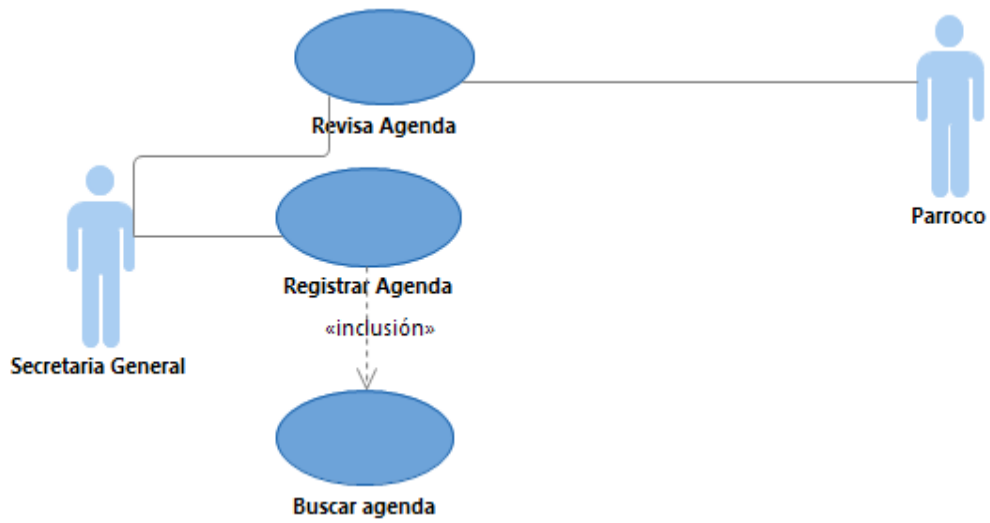 Revisa Agenda
Parroco
Registrar Agenda
«inclusión»
Secretaria General
Buscar agenda